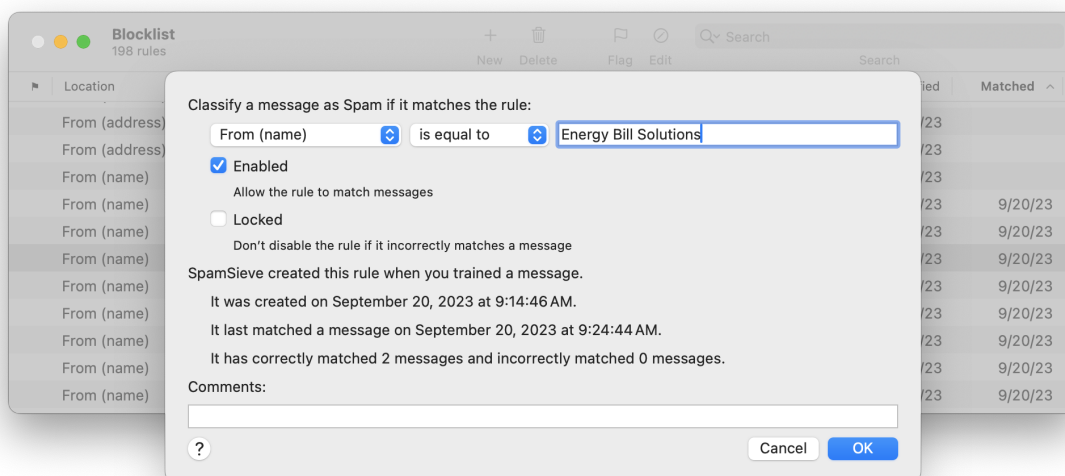 Blocklist
198 rules
New Delete Flag Edit
Search
Search
Location
Matched
From (address)
/23
From (address)
/23
From (name)
/23
From (name)
/23 9/20/23
From (name)
/23 9/20/23
From (name)
/23 9/20/23
From (name)
/23 9/20/23
From (name)
/23 9/20/23
From (name)
/23 9/20/23
From (name)
/23 9/20/23
From (name)
/23 9/20/23
Classify a message as Spam if it matches the rule:
From (name) is equal to Energy Bill Solutions
Enabled
Allow the rule to match messages
Locked
Don't disable the rule if it incorrectly matches a message
SpamSieve created this rule when you trained a message.
It was created on September 20, 2023 at 9:14:46 AM.
It last matched a message on September 20, 2023 at 9:24:44 AM.
It has correctly matched 2 messages and incorrectly matched 0 messages.
Comments:
?
Cancel OK